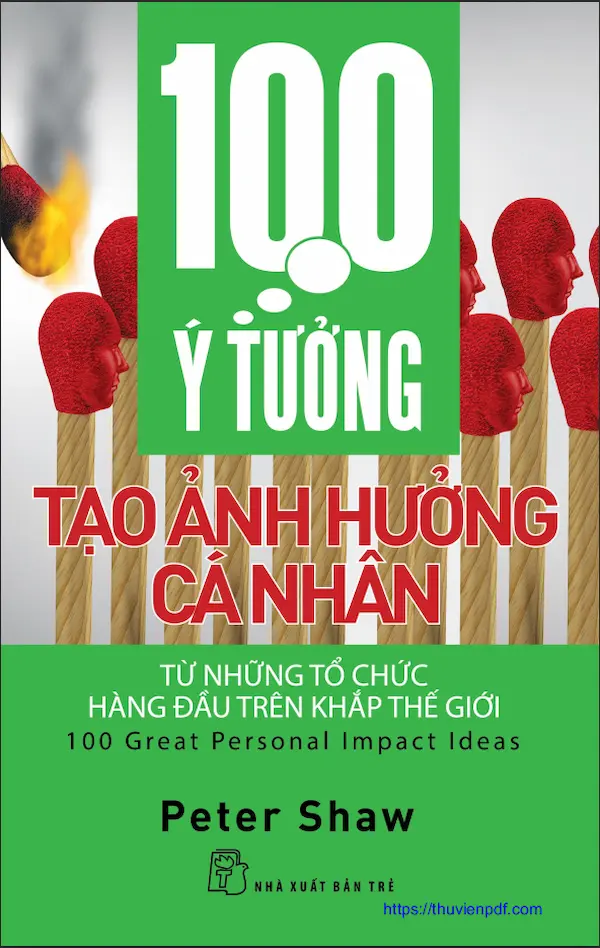 100
Ý TƯỞNG
TẠO ẢNH HƯỞNG
CÁ NHÂN
TỪ NHỮNG TỔ CHỨC
HÀNG ĐẦU TRÊN KHẮP THẾ GIỚI
100 Great Personal Impact Ideas
Peter Shaw
NHÀ XUẤT BẢN TRẺ
https://thuvienpdf.com